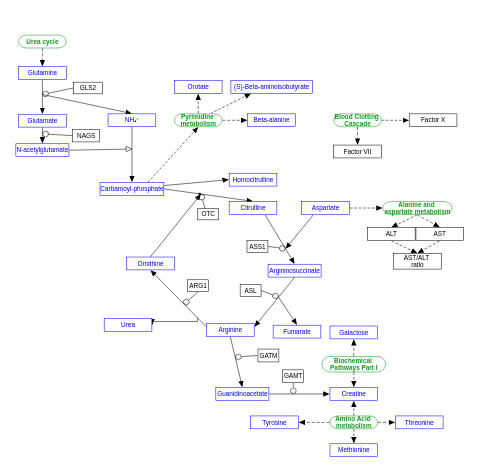 Urea cycle
Glutamine
GLS2
Orotate
(S)-Beta-aminoisobutyrate
Glutamate
NH₄⁺
Pyrimidine
metabolism
Beta-alanine
Blood Clotting
Cascade
Factor X
NAGS
N-acetylglutamate
Factor VII
Carbamoyl-phosphate
Homocitrulline
OTC
Citrulline
Aspartate
Alanine and
aspartate metabolism
ALT
AST
ASS1
AST/ALT
ratio
Ornithine
Argininosuccinate
ARG1
ASL
Urea
Arginine
Fumarate
Galactose
GATM
Biochemical
Pathways Part I
GAMT
Guanidinoacetate
Creatine
Tyrosine
Amino Acid
metabolism
Threonine
Methionine